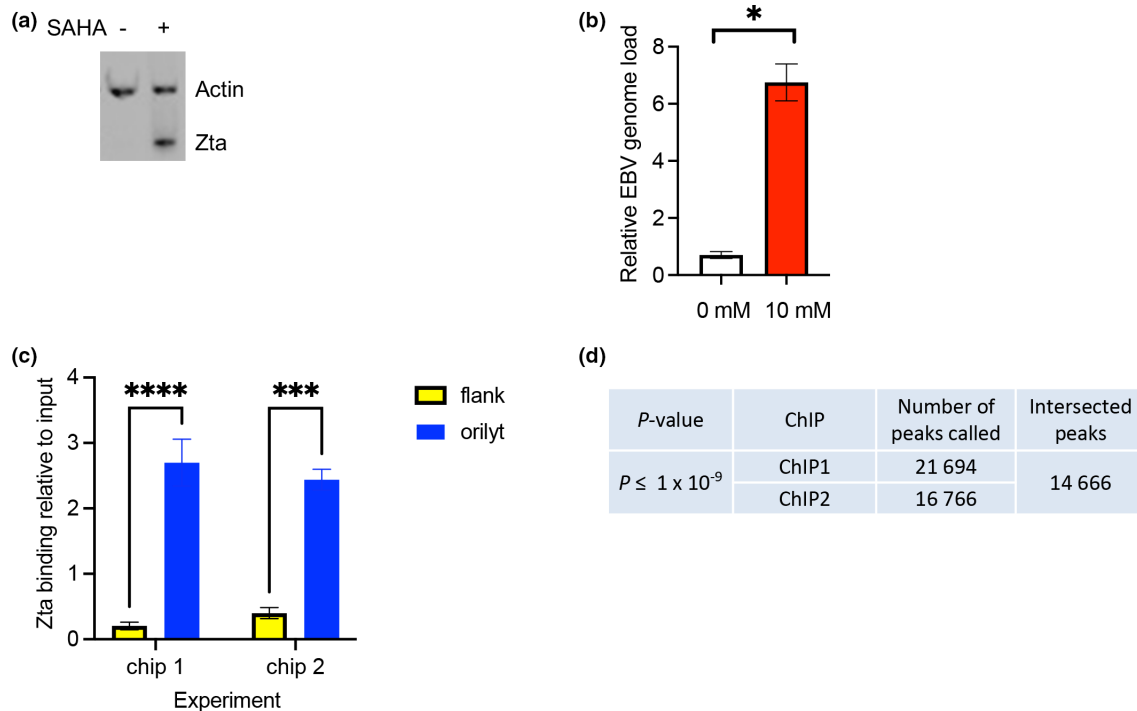 (a)
SAHA - +
Actin
Zta
(b)
*
Relative EBV genome load
8
6
4
2
0
0 mM 10 mM
(c)
Zta binding relative to input
4
3
2
1
0
**** ***
chip 1 chip 2
Experiment
flank
orilyt
(d)
P-value ChIP Number of peaks called Intersected peaks
P ≤ 1 x 10⁻⁹ ChIP1 21 694 14 666
ChIP2 16 766